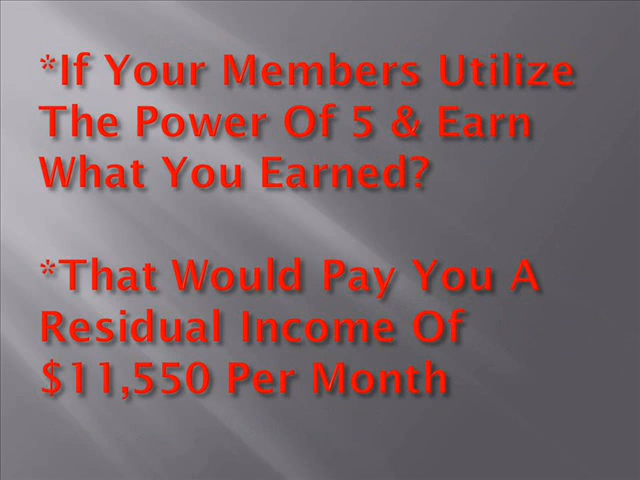 *If Your Members Utilize
The Power Of 5 & Earn
What You Earned?
*That Would Pay You A
Residual Income Of
$11,550 Per Month